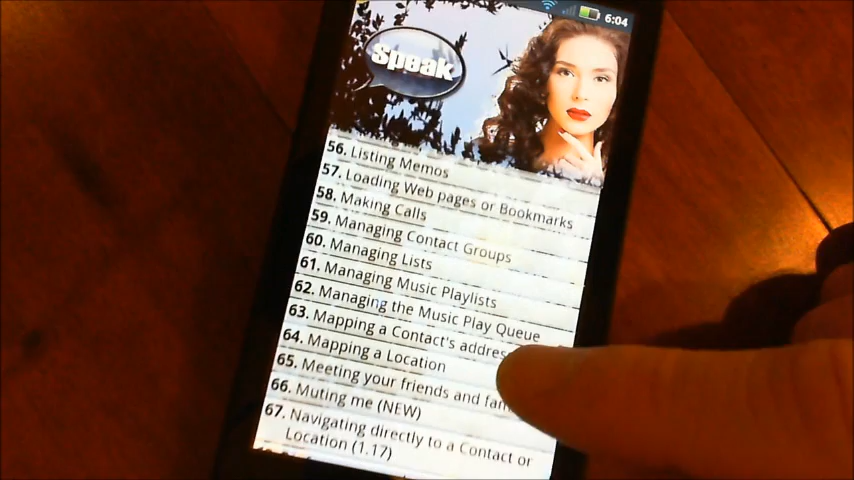 6:04
Speak
56. Listing Memos
57. Loading Web pages or Bookmarks
58. Making Calls
59. Managing Contact Groups
60. Managing Lists
61. Managing Music Playlists
62. Managing the Music Play Queue
63. Mapping a Contact's
64. Mapping a Location
65. Meeting your friends and
66. Muting me (NEW)
67. Navigating directly to a Contact or
Location (1.17)